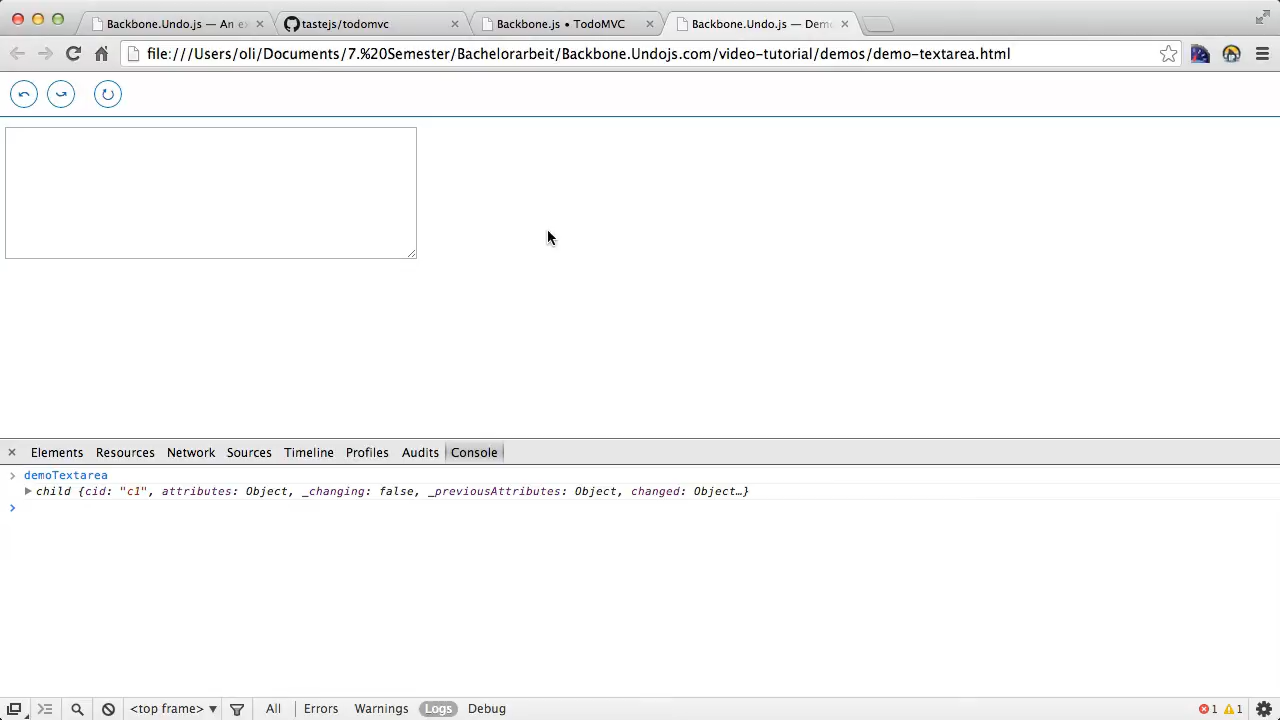 Backbone.Undo.js — An ex
tastejs/todomvc
Backbone.js • TodoMVC
Backbone.Undo.js — Demo
file:///Users/oli/Documents/7.%20Semester/Bachelorarbeit/Backbone.Undojs.com/video-tutorial/demos/demo-textarea.html
Elements Resources Network Sources Timeline Profiles Audits Console
demoTextarea
child {cid: "c1", attributes: Object, _changing: false, _previousAttributes: Object, changed: Object…}
<top frame> All Errors Warnings Logs Debug 1 1